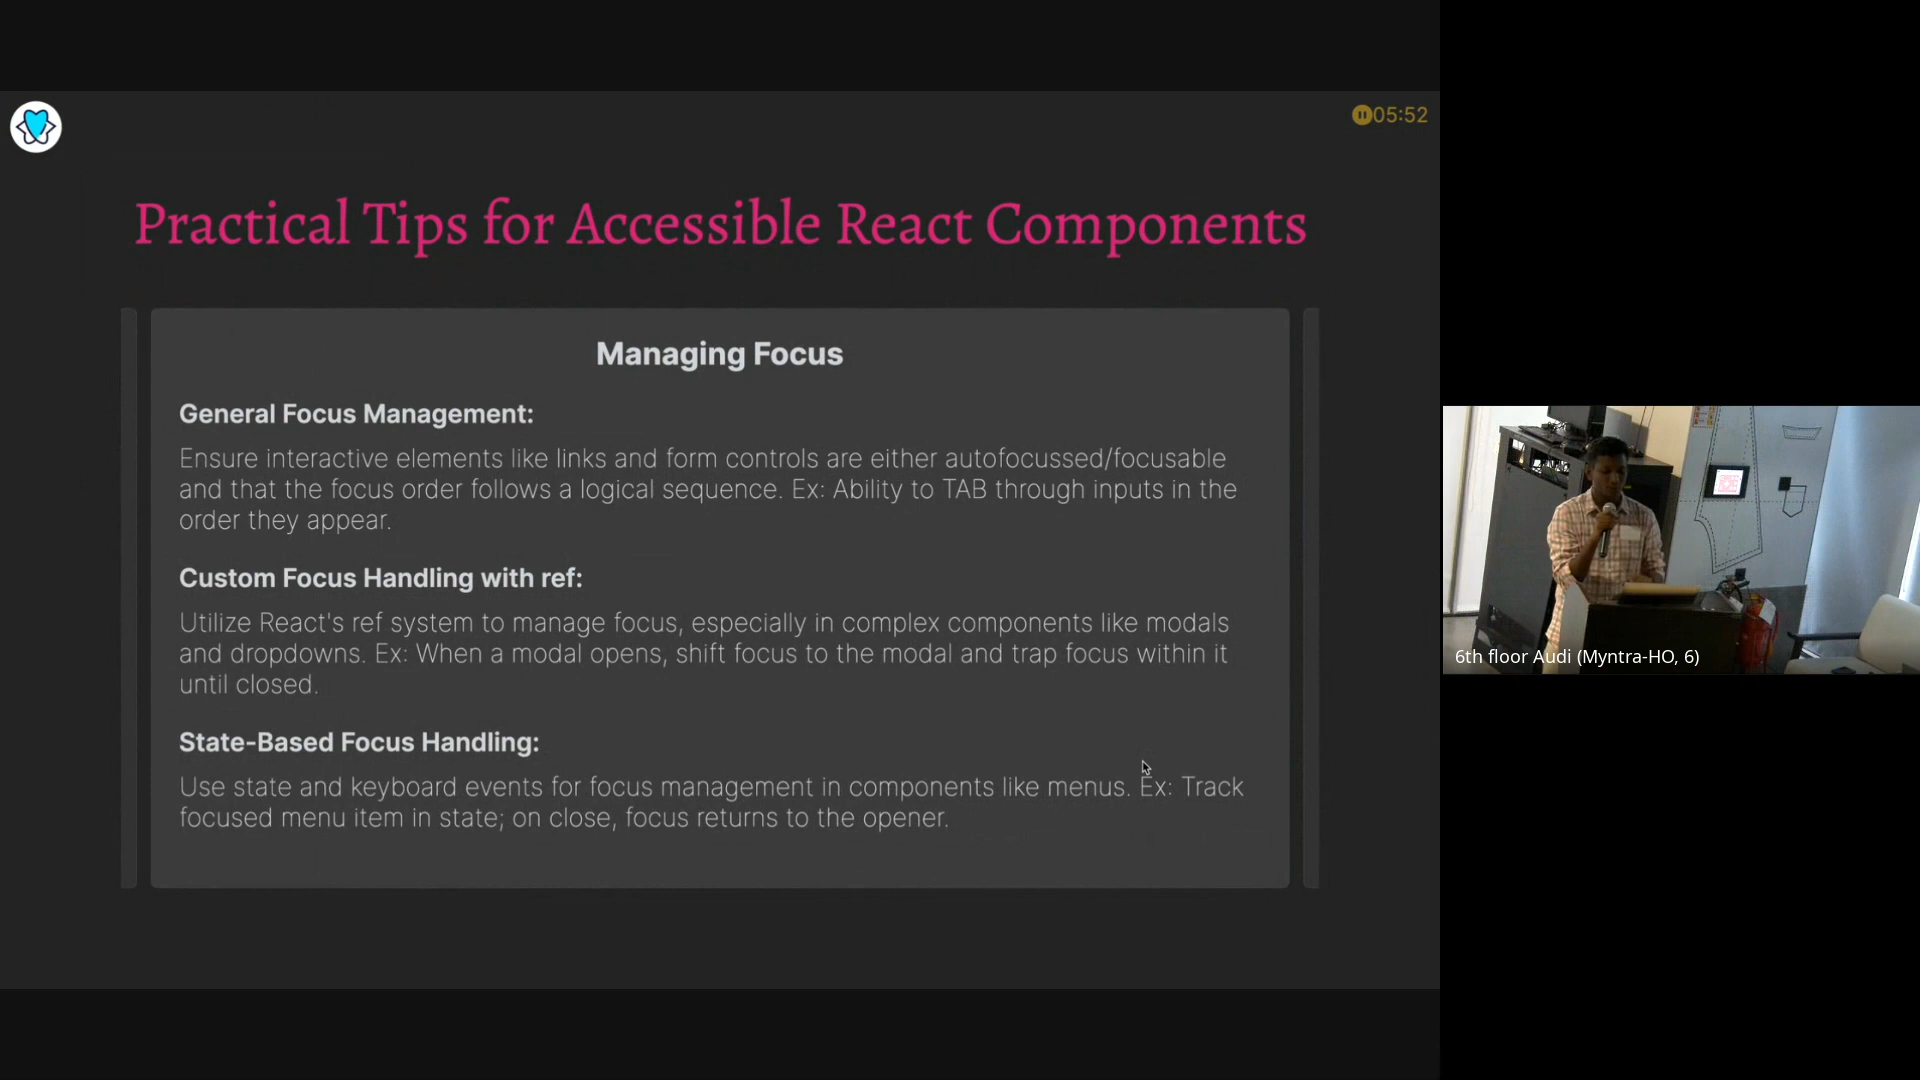 05:52
Practical Tips for Accessible React Components
Managing Focus
General Focus Management:
Ensure interactive elements like links and form controls are either autofocussed/focusable
and that the focus order follows a logical sequence. Ex: Ability to TAB through inputs in the
order they appear.
Custom Focus Handling with ref:
Utilize React's ref system to manage focus, especially in complex components like modals
and dropdowns. Ex: When a modal opens, shift focus to the modal and trap focus within it
until closed.
State-Based Focus Handling:
Use state and keyboard events for focus management in components like menus. Ex: Track
focused menu item in state; on close, focus returns to the opener.
6th floor Audi (Myntra-HO, 6)